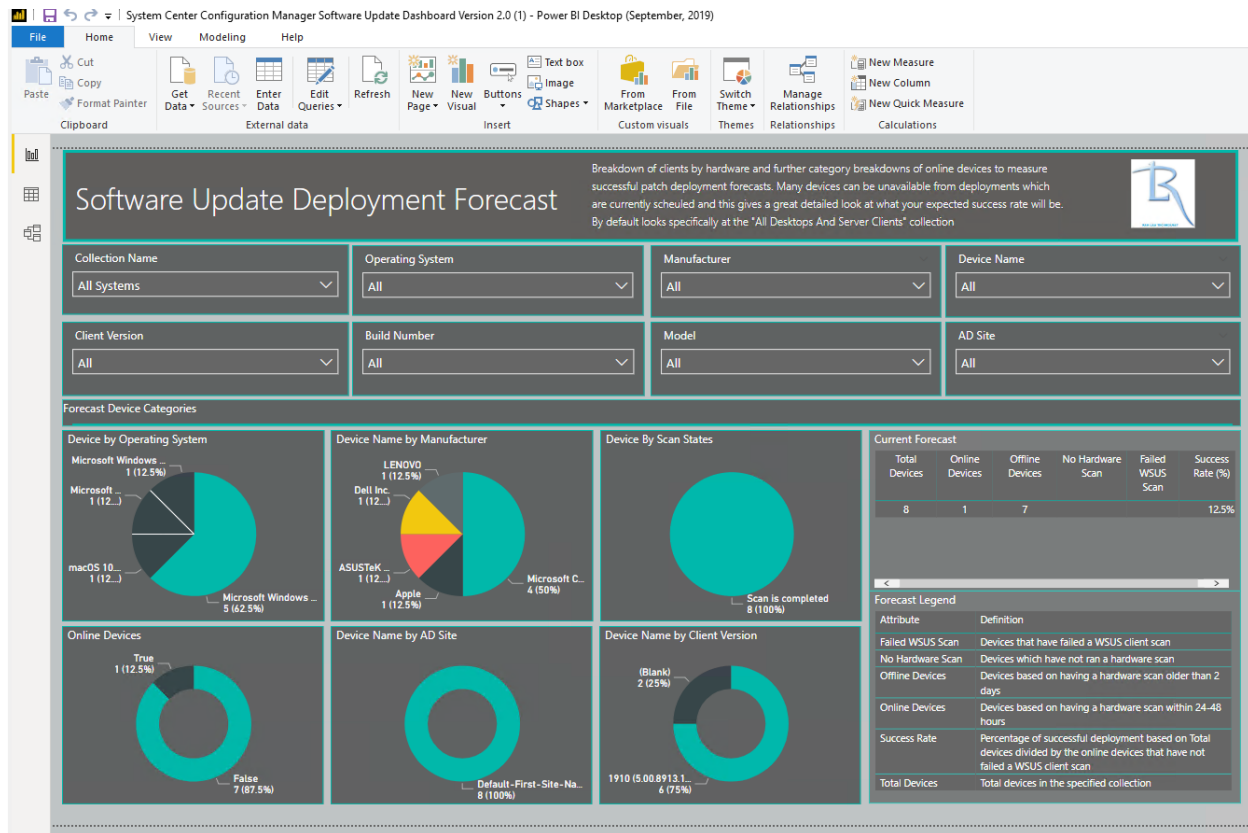 System Center Configuration Manager Software Update Dashboard Version 2.0 (1) - Power BI Desktop (September, 2019)
File
Home
View
Modeling
Help
Paste
Cut
Copy
Format Painter
Clipboard
Get
Data
Recent
Sources
Enter
Data
Edit
Queries
Refresh
External data
New
Page
New
Visual
Buttons
Text box
Image
Shapes
Insert
From
Marketplace
From
File
Custom visuals
Switch
Theme
Themes
Manage
Relationships
Relationships
New Measure
New Column
New Quick Measure
Calculations
Software Update Deployment Forecast
Breakdown of clients by hardware and further category breakdowns of online devices to measure
successful patch deployment forecasts. Many devices can be unavailable from deployments which
are currently scheuled and this gives a great detailed look at what your expected success rate will be.
By default looks specifically at the "All Desktops And Server Clients" collection
Collection Name
All Systems
Operating System
All
Manufacturer
All
Device Name
All
Client Version
All
Build Number
All
Model
All
AD Site
All
Forecast Device Categories
Device by Operating System
Microsoft Windows ...
1 (12.5%)
Microsoft ...
1 (12...)
macOS 10...
1 (12...)
Microsoft Windows ...
5 (62.5%)
Device Name by Manufacturer
LENOVO
1 (12.5%)
Dell Inc.
1 (12...)
ASUSTeK ...
1 (12...)
Apple
1 (12.5%)
Microsoft C...
4 (50%)
Device By Scan States
Scan is completed
8 (100%)
Current Forecast
Total
Devices
Online
Devices
Offline
Devices
No Hardware
Scan
Failed
WSUS
Scan
Success
Rate (%)
8 1 7 12.5%
Online Devices
True
1 (12.5%)
False
7 (87.5%)
Device Name by AD Site
Default-First-Site-Na...
8 (100%)
Device Name by Client Version
(Blank)
2 (25%)
1910 (5.00.8913.1...
6 (75%)
Forecast Legend
Attribute Definition
Failed WSUS Scan Devices that have failed a WSUS client scan
No Hardware Scan Devices which have not ran a hardware scan
Offline Devices Devices based on having a hardware scan older than 2
days
Online Devices Devices based on having a hardware scan within 24-48
hours
Success Rate Percentage of successful deployment based on Total
devices divided by the online devices that have not
failed a WSUS client scan
Total Devices Total devices in the specified collection